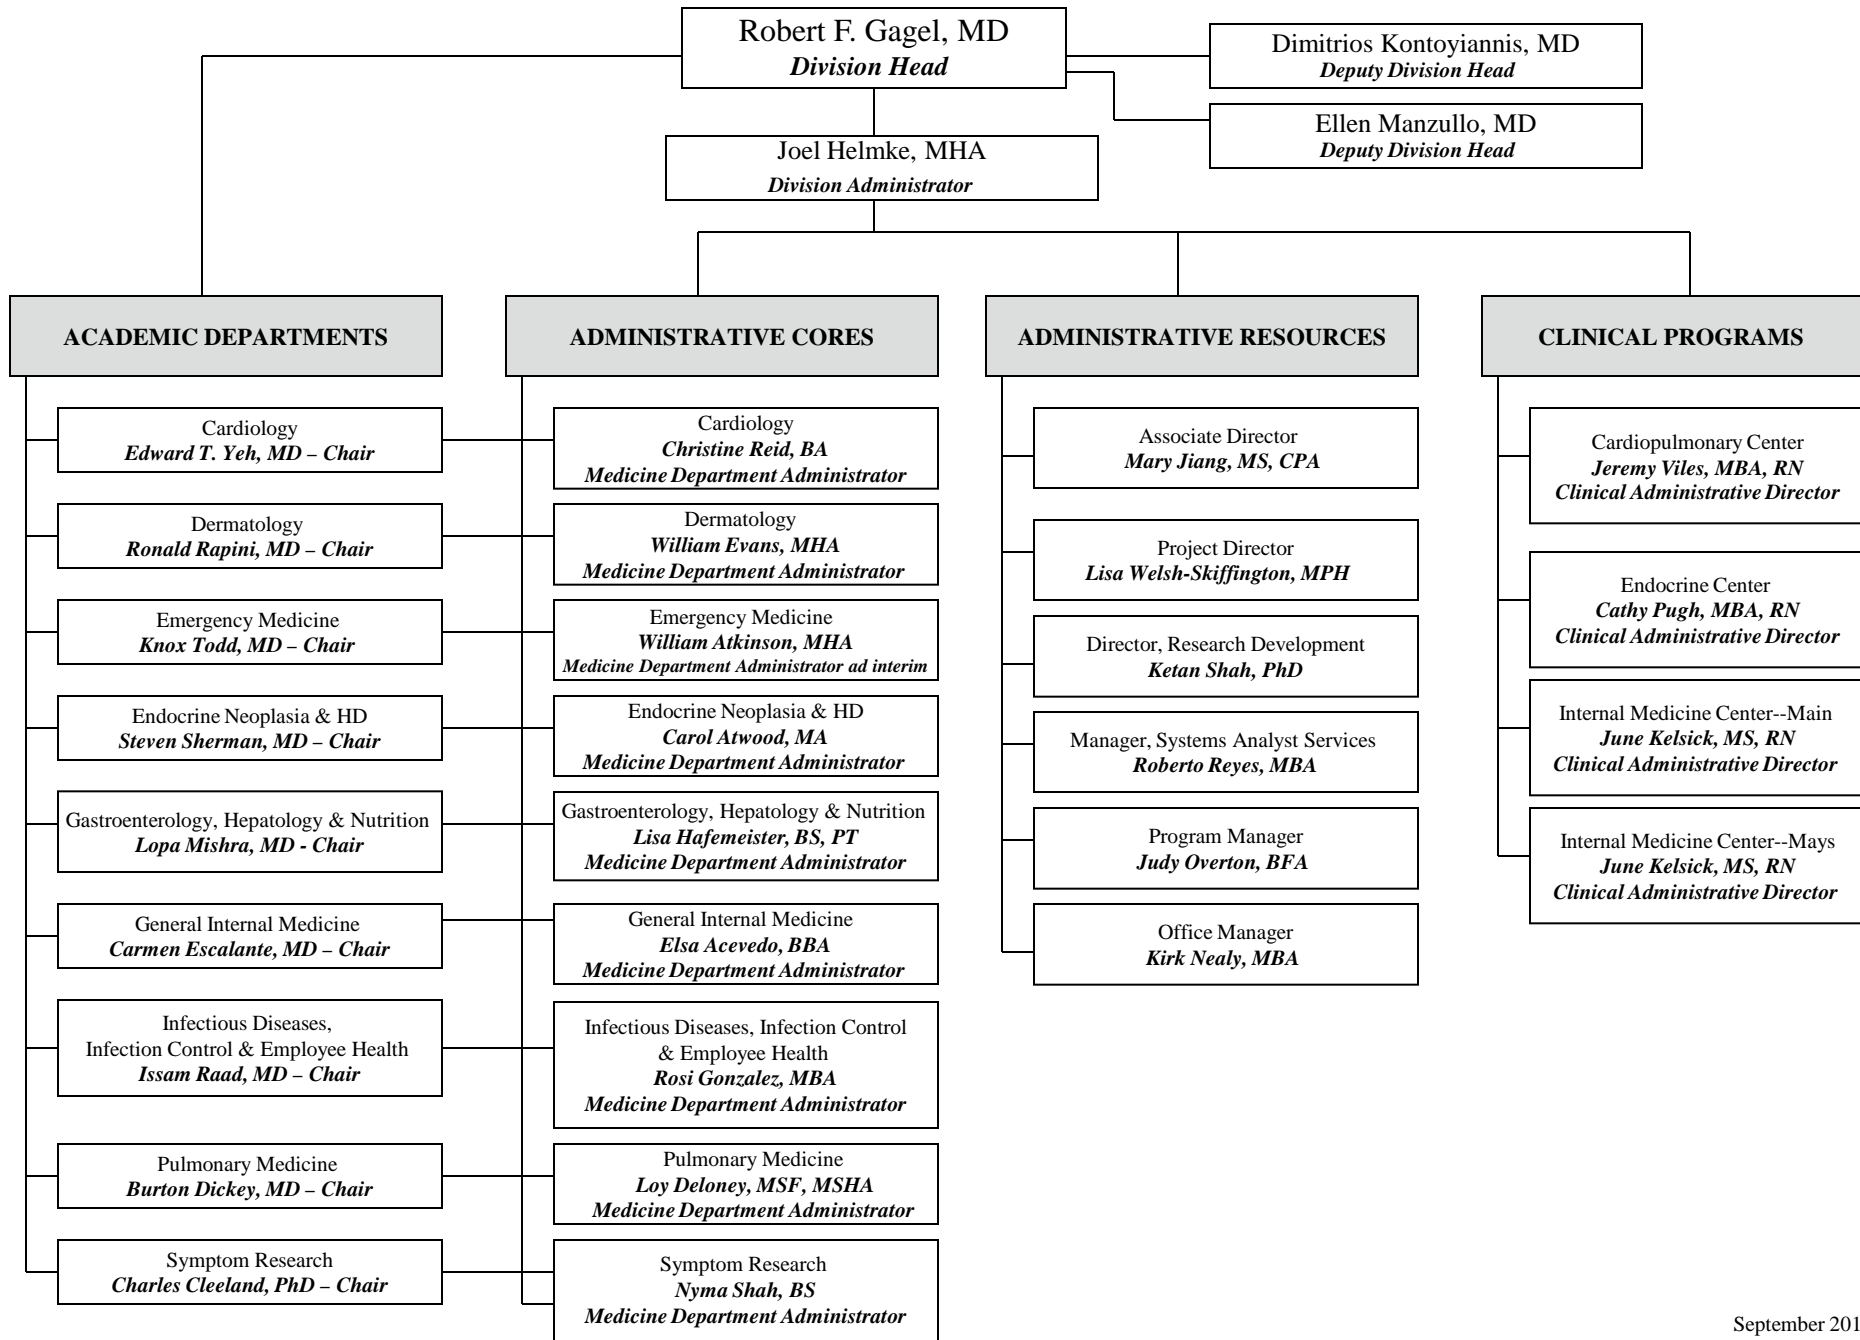 Robert F. Gagel, MD
Division Head
Dimitrios Kontoyiannis, MD
Deputy Division Head
Ellen Manzullo, MD
Deputy Division Head
Joel Helmke, MHA
Division Administrator
ACADEMIC DEPARTMENTS
Cardiology
Edward T. Yeh, MD – Chair
Dermatology
Ronald Rapini, MD – Chair
Emergency Medicine
Knox Todd, MD – Chair
Endocrine Neoplasia & HD
Steven Sherman, MD – Chair
Gastroenterology, Hepatology & Nutrition
Lopa Mishra, MD - Chair
General Internal Medicine
Carmen Escalante, MD – Chair
Infectious Diseases,
Infection Control & Employee Health
Issam Raad, MD – Chair
Pulmonary Medicine
Burton Dickey, MD – Chair
Symptom Research
Charles Cleeland, PhD – Chair
ADMINISTRATIVE CORES
Cardiology
Christine Reid, BA
Medicine Department Administrator
Dermatology
William Evans, MHA
Medicine Department Administrator
Emergency Medicine
William Atkinson, MHA
Medicine Department Administrator ad interim
Endocrine Neoplasia & HD
Carol Atwood, MA
Medicine Department Administrator
Gastroenterology, Hepatology & Nutrition
Lisa Hafemeister, BS, PT
Medicine Department Administrator
General Internal Medicine
Elsa Acevedo, BBA
Medicine Department Administrator
Infectious Diseases, Infection Control
& Employee Health
Rosi Gonzalez, MBA
Medicine Department Administrator
Pulmonary Medicine
Loy Deloney, MSF, MSHA
Medicine Department Administrator
Symptom Research
Nyma Shah, BS
Medicine Department Administrator
ADMINISTRATIVE RESOURCES
Associate Director
Mary Jiang, MS, CPA
Project Director
Lisa Welsh-Skiffington, MPH
Director, Research Development
Ketan Shah, PhD
Manager, Systems Analyst Services
Roberto Reyes, MBA
Program Manager
Judy Overton, BFA
Office Manager
Kirk Nealy, MBA
CLINICAL PROGRAMS
Cardiopulmonary Center
Jeremy Viles, MBA, RN
Clinical Administrative Director
Endocrine Center
Cathy Pugh, MBA, RN
Clinical Administrative Director
Internal Medicine Center--Main
June Kelsick, MS, RN
Clinical Administrative Director
Internal Medicine Center--Mays
June Kelsick, MS, RN
Clinical Administrative Director
September 201